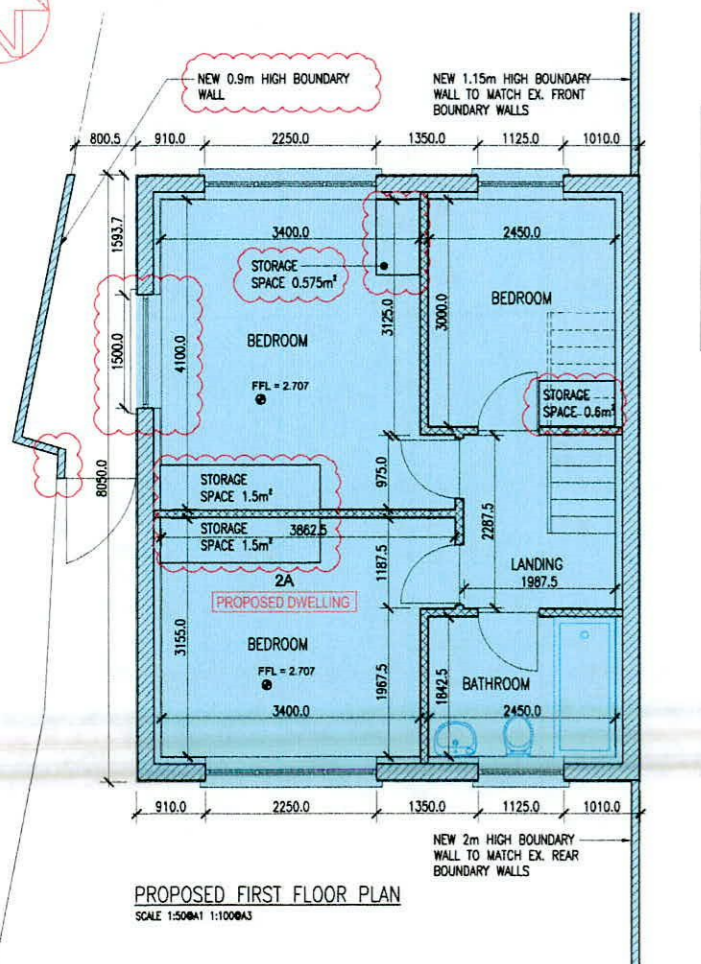 NEW 0.9m HIGH BOUNDARY
WALL
NEW 1.15m HIGH BOUNDARY
WALL TO MATCH EX. FRONT
BOUNDARY WALLS
800.5
910.0
2250.0
1350.0
1125.0
1010.0
1593.7
1500.0
8050.0
3400.0
2450.0
STORAGE
SPACE 0.575m²
BEDROOM
4100.0
3125.0
3000.0
BEDROOM
FFL = 2.707
STORAGE
SPACE 0.6m²
STORAGE
SPACE 1.5m²
975.0
STORAGE
SPACE 1.5m²
3862.5
2287.5
1187.5
2A
PROPOSED DWELLING
LANDING
1987.5
3155.0
BEDROOM
FFL = 2.707
1967.5
1842.5
BATHROOM
3400.0
2450.0
910.0
2250.0
1350.0
1125.0
1010.0
NEW 2m HIGH BOUNDARY
WALL TO MATCH EX. REAR
BOUNDARY WALLS
PROPOSED FIRST FLOOR PLAN
SCALE 1:50@A1 1:100@A3